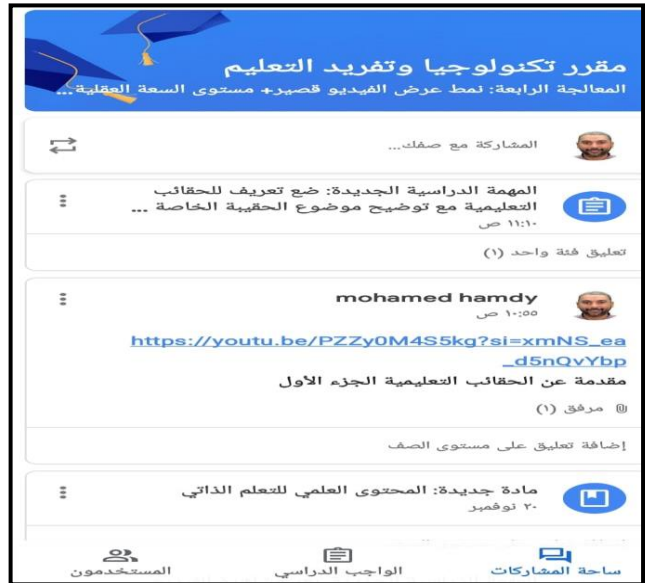 مقرر تكنولوجيا وتفريد التعليم
المعالجة الرابعة: نمط عرض الفيديو قصير+ مستوى السعة العقلية...
المشاركة مع صفك...
المهمة الدراسية الجديدة: ضع تعريف للحقائب
التعليمية مع توضيح موضوع الحقيبة الخاصة ...
١١:١٠ ص
تعليق فئة واحد (١)
mohamed hamdy
١٠:٥٥ ص
https://youtu.be/PZZy0M4S5kg?si=xmNS_ea
_d5nQvYbp
مقدمة عن الحقائب التعليمية الجزء الأول
مرفق (١)
إضافة تعليق على مستوى الصف
مادة جديدة: المحتوى العلمي للتعلم الذاتي
٢٠ نوفمبر
ساحة المشاركات
الواجب الدراسي
المستخدمون